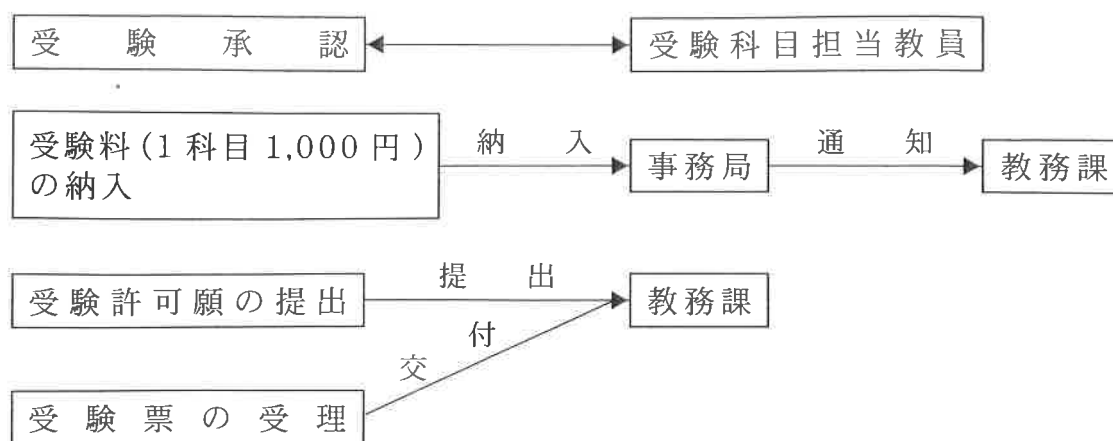 受験承認
受験科目担当教員
受験料(1科目1,000円)
の納入
納入
事務局
通知
教務課
受験許可願の提出
提出
教務課
交付
受験票の受理